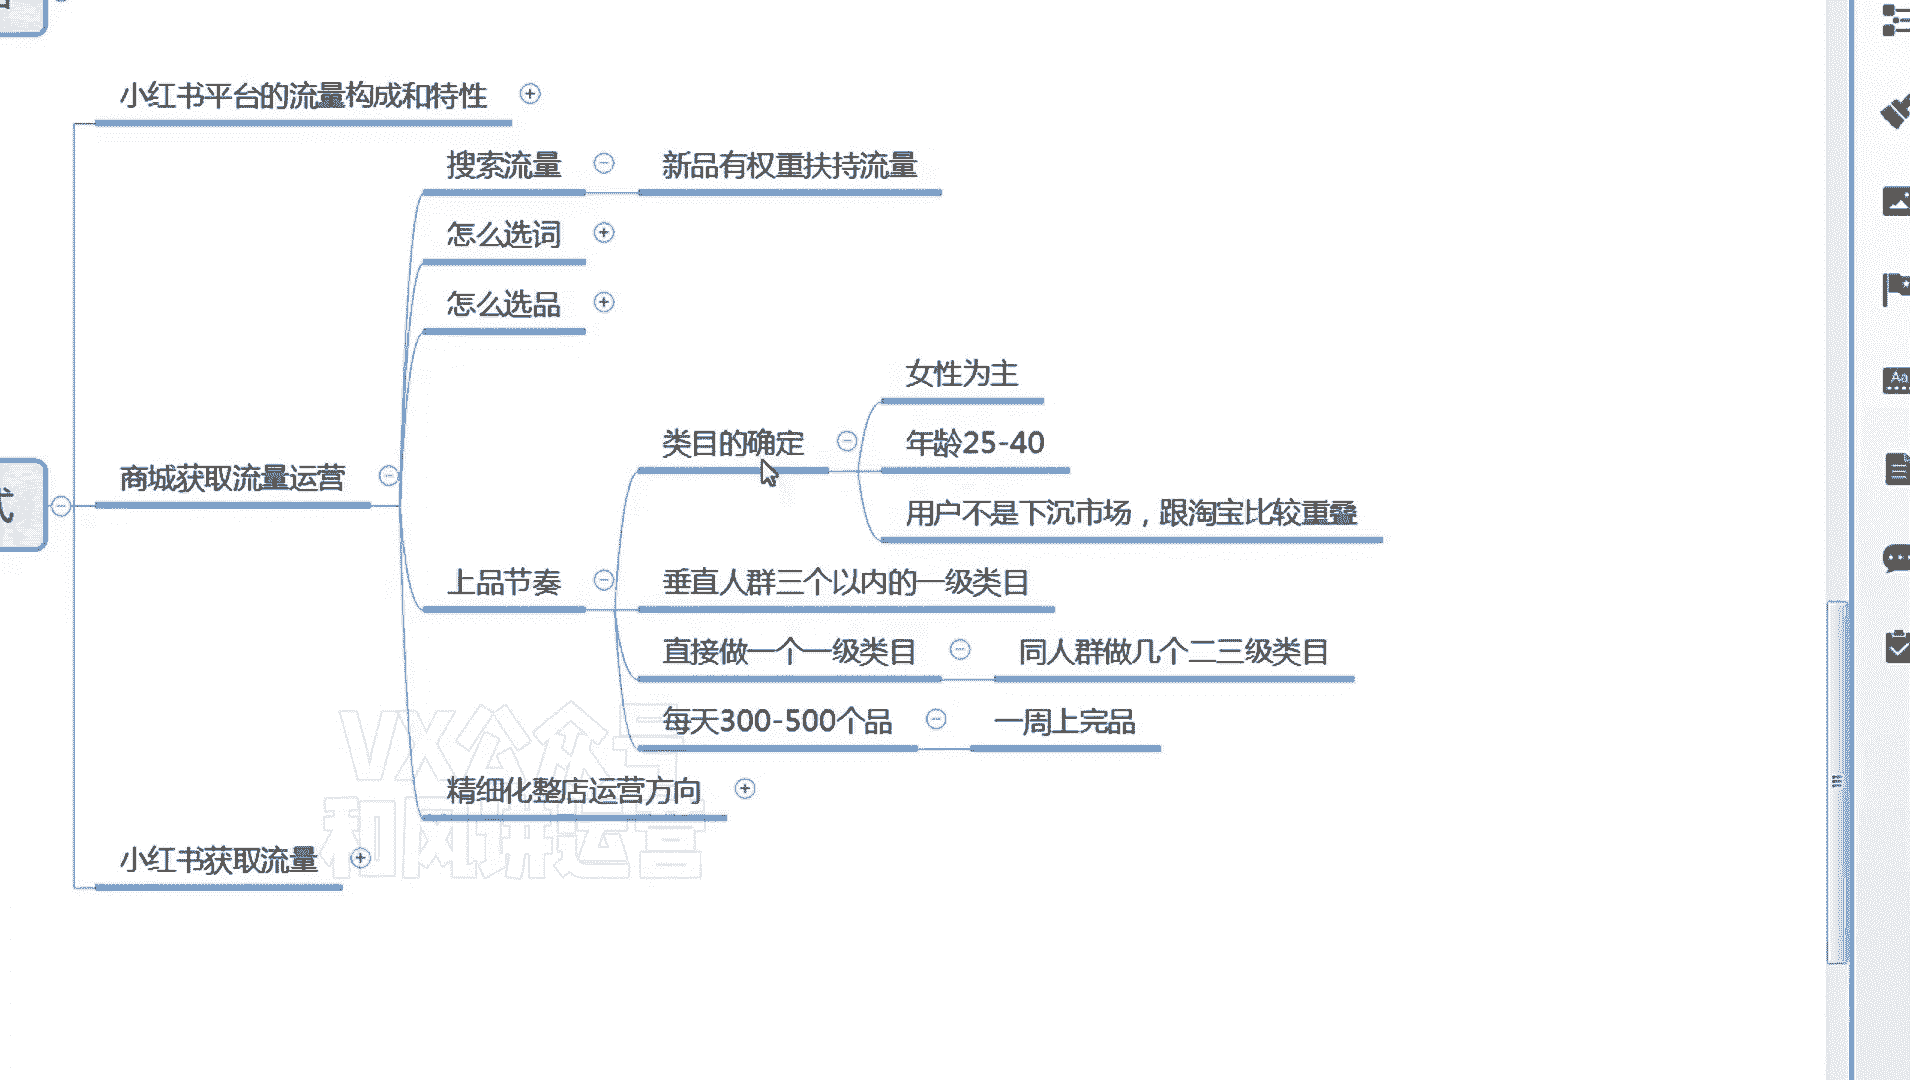 小红书平台的流量构成和特性
搜索流量
新品有权重扶持流量
怎么选词
怎么选品
女性为主
类目的确定
年龄25-40
商城获取流量运营
用户不是下沉市场，跟淘宝比较重叠
式
上品节奏
垂直人群三个以内的一级类目
直接做一个一级类目
同人群做几个二三级类目
每天300-500个品
一周上完品
VX公众号
精细化整店运营方向
和风讲运营
小红书获取流量
Aa